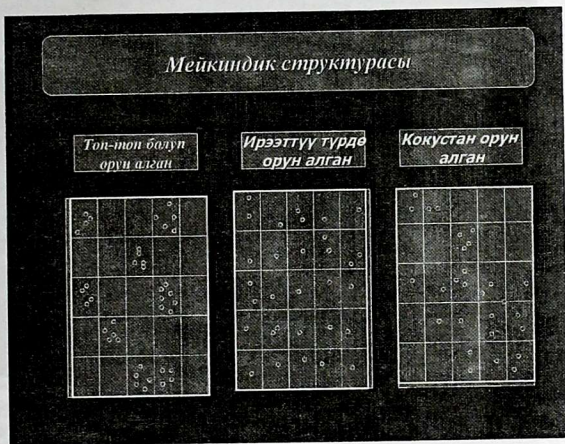 Мейкиндик структурасы
Топ-топ болуп
орун алган
Ирээттүү түрдө
орун алган
Кокустан орун
алган